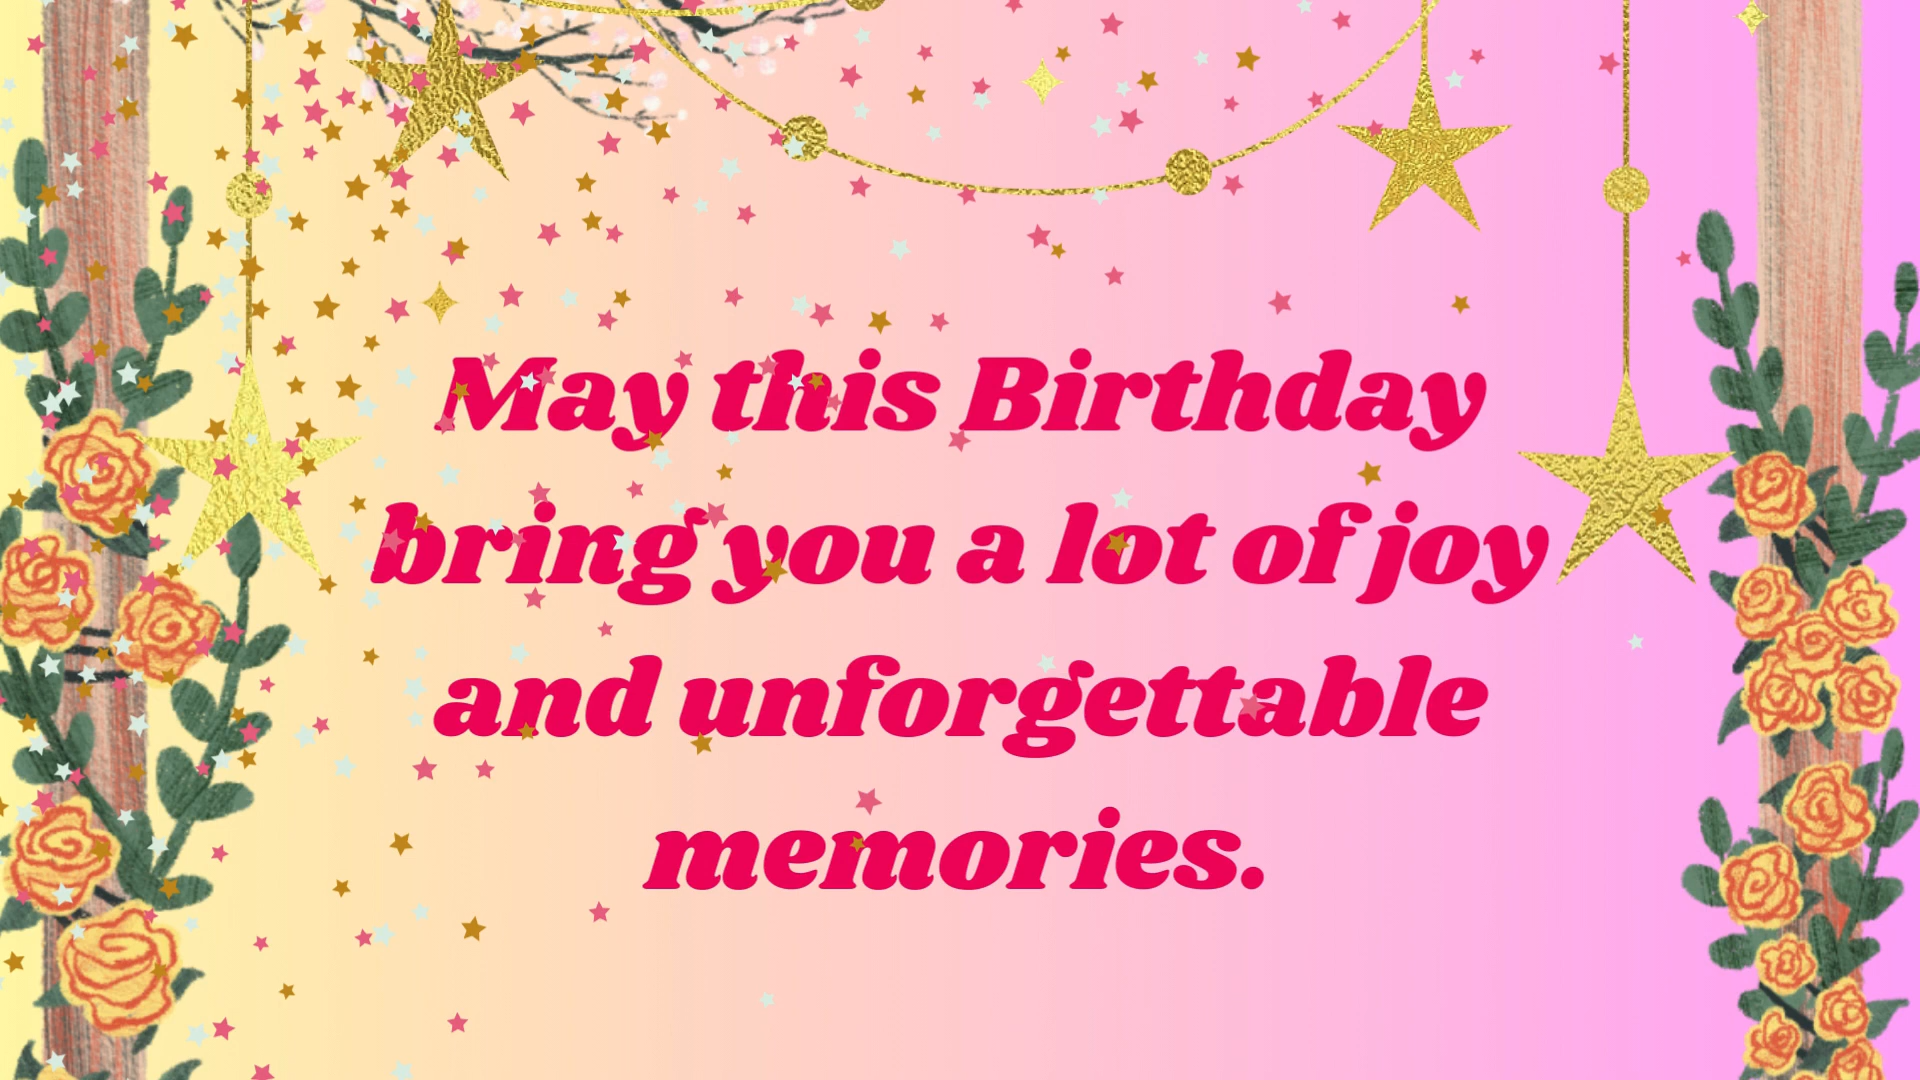 May this Birthday
bring you a lot of joy
and unforgettable
memories.